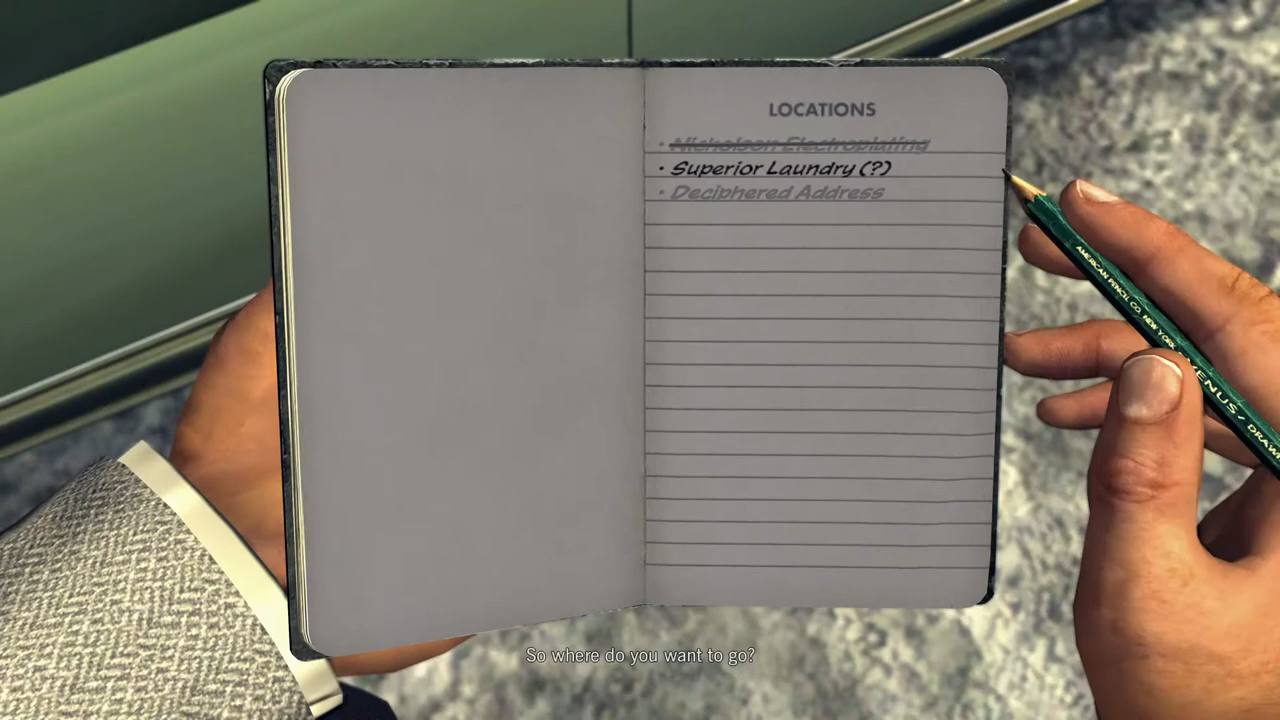 LOCATIONS
· Nicholson Electroplating
· Superior Laundry (?)
· Deciphered Address
AMERICAN PENCIL CO. NEW YORK
VENUS / DRAWI
So where do you want to go?